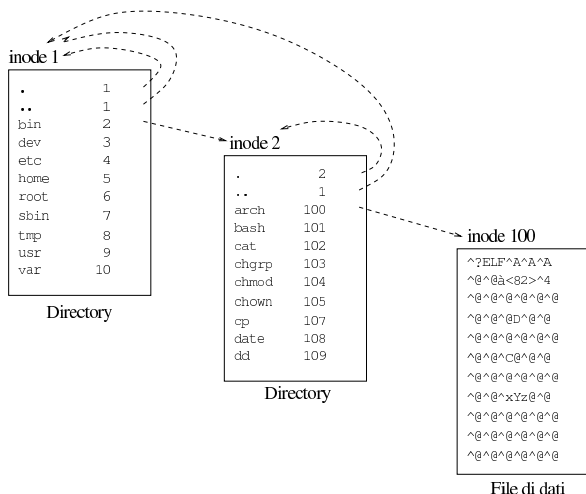 inode 1
. 1
.. 1
bin 2
dev 3
etc 4
home 5
root 6
sbin 7
tmp 8
usr 9
var 10
Directory
inode 2
. 2
.. 1
arch 100
bash 101
cat 102
chgrp 103
chmod 104
chown 105
cp 107
date 108
dd 109
Directory
inode 100
^?ELF^A^A^A
^@^@à<82>^4
^@^@^@^@^@^@
^@^@^@D^@^@
^@^@^@^@^@^@
^@^@^C@^@^@
^@^@^@^@^@^@
^@^@^xYz@^@
^@^@^@^@^@^@
^@^@^@^@^@^@
^@^@^@^@^@^@
File di dati